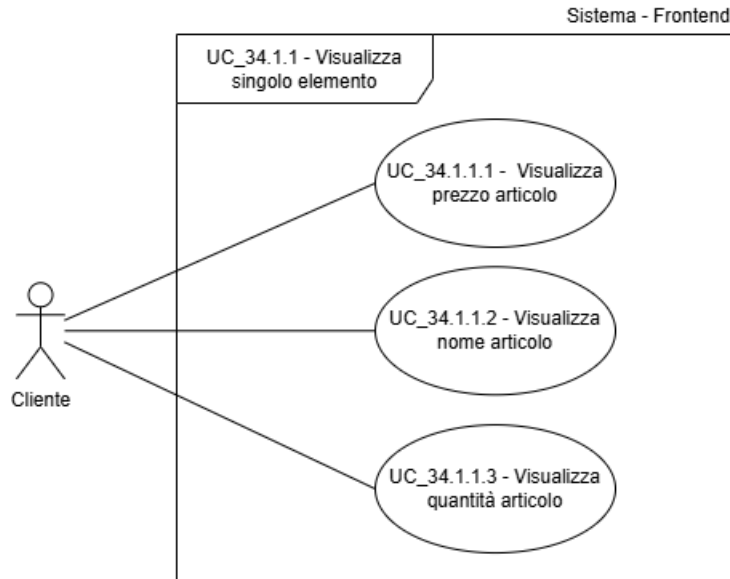 Sistema - Frontend
UC_34.1.1 - Visualizza
singolo elemento
UC_34.1.1.1 - Visualizza
prezzo articolo
UC_34.1.1.2 - Visualizza
nome articolo
Cliente
UC_34.1.1.3 - Visualizza
quantità articolo